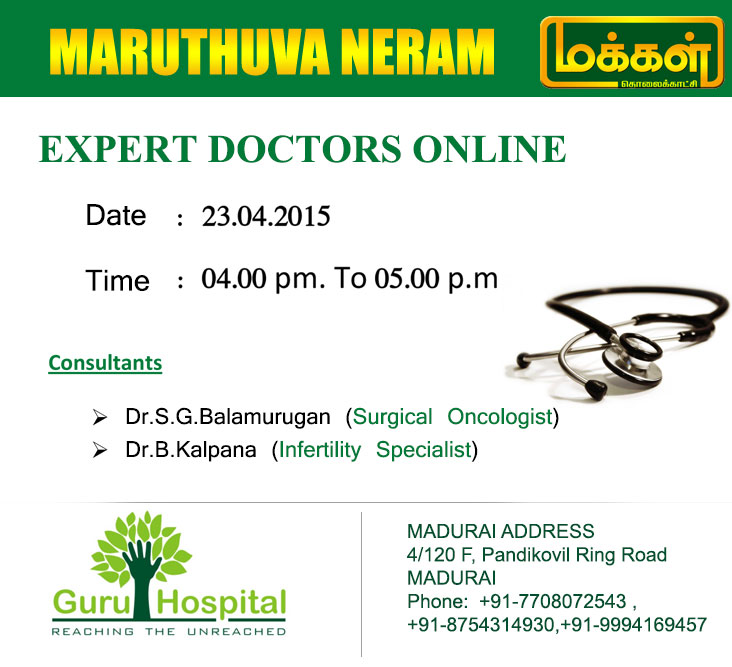 MARUTHUVA NERAM
மக்கள்
தொலைக்காட்சி
EXPERT DOCTORS ONLINE
Date : 23.04.2015
Time : 04.00 pm. To 05.00 p.m
Consultants
➢ Dr.S.G.Balamurugan (Surgical Oncologist)
➢ Dr.B.Kalpana (Infertility Specialist)
Guru Hospital
REACHING THE UNREACHED
MADURAI ADDRESS
4/120 F, Pandikovil Ring Road
MADURAI
Phone: +91-7708072543 ,
+91-8754314930,+91-9994169457